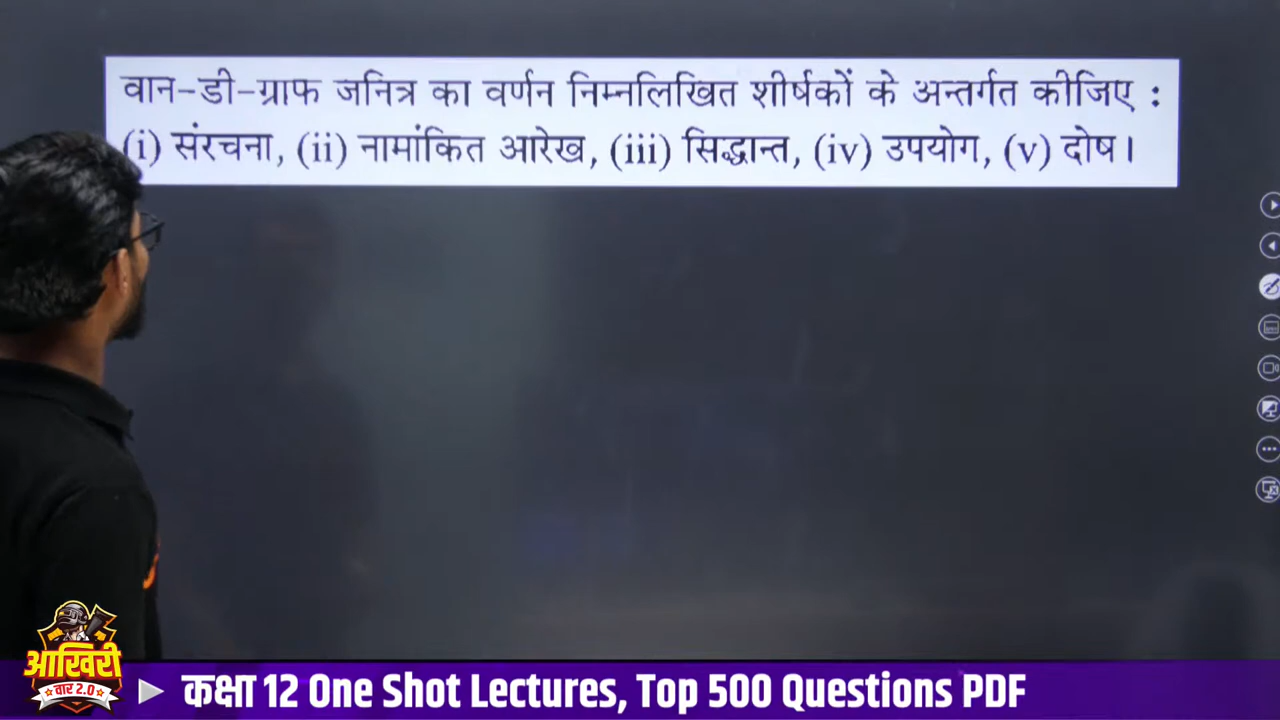 वान-डी-ग्राफ जनित्र का वर्णन निम्नलिखित शीर्षकों के अन्तर्गत कीजिए :
(i) संरचना, (ii) नामांकित आरेख, (iii) सिद्धान्त, (iv) उपयोग, (v) दोष।
आखिरी
वार 2.0
कक्षा 12 One Shot Lectures, Top 500 Questions PDF